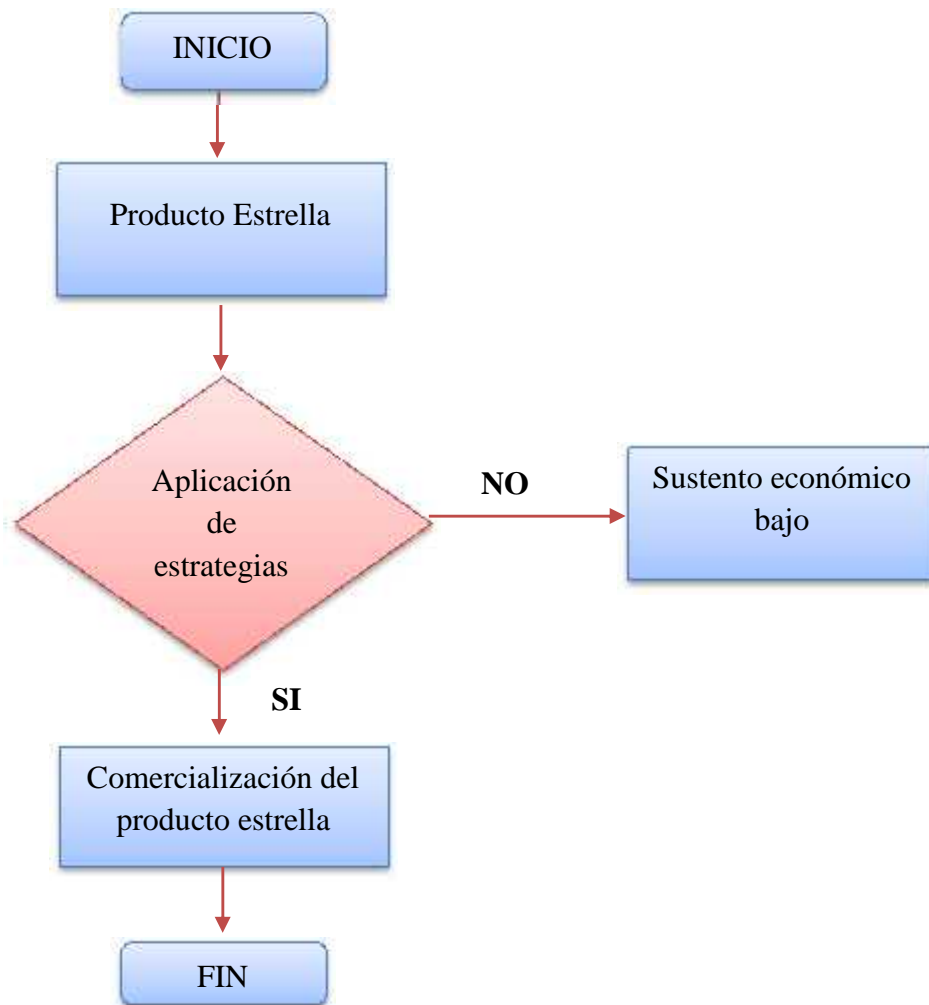 INICIO
Producto Estrella
Aplicación
de
estrategias
NO
Sustento económico
bajo
SI
Comercialización del
producto estrella
FIN